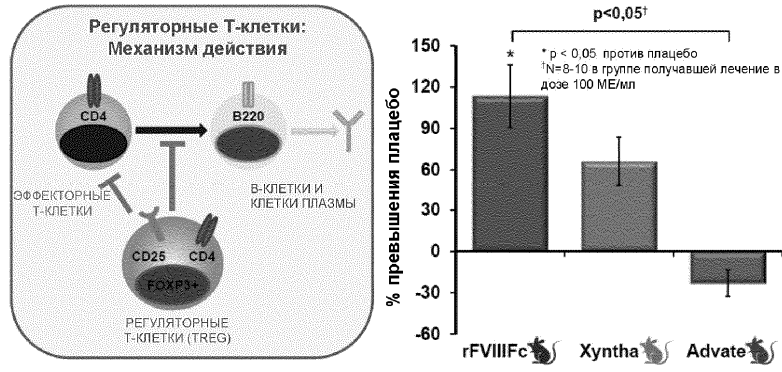 Регуляторные Т-клетки:
Механизм действия
CD4
B220
ЭФФЕКТОРНЫЕ
Т-КЛЕТКИ
В-КЛЕТКИ И
КЛЕТКИ ПЛАЗМЫ
CD25
CD4
FOXP3+
РЕГУЛЯТОРНЫЕ
Т-КЛЕТКИ (TREG)
p<0,05†
*
* p < 0,05 против плацебо
†N=8-10 в группе получавшей лечение в
дозе 100 МЕ/мл
% превышения плацебо
150
120
90
60
30
0
-30
-60
rFVIIIFc
Xyntha
Advate